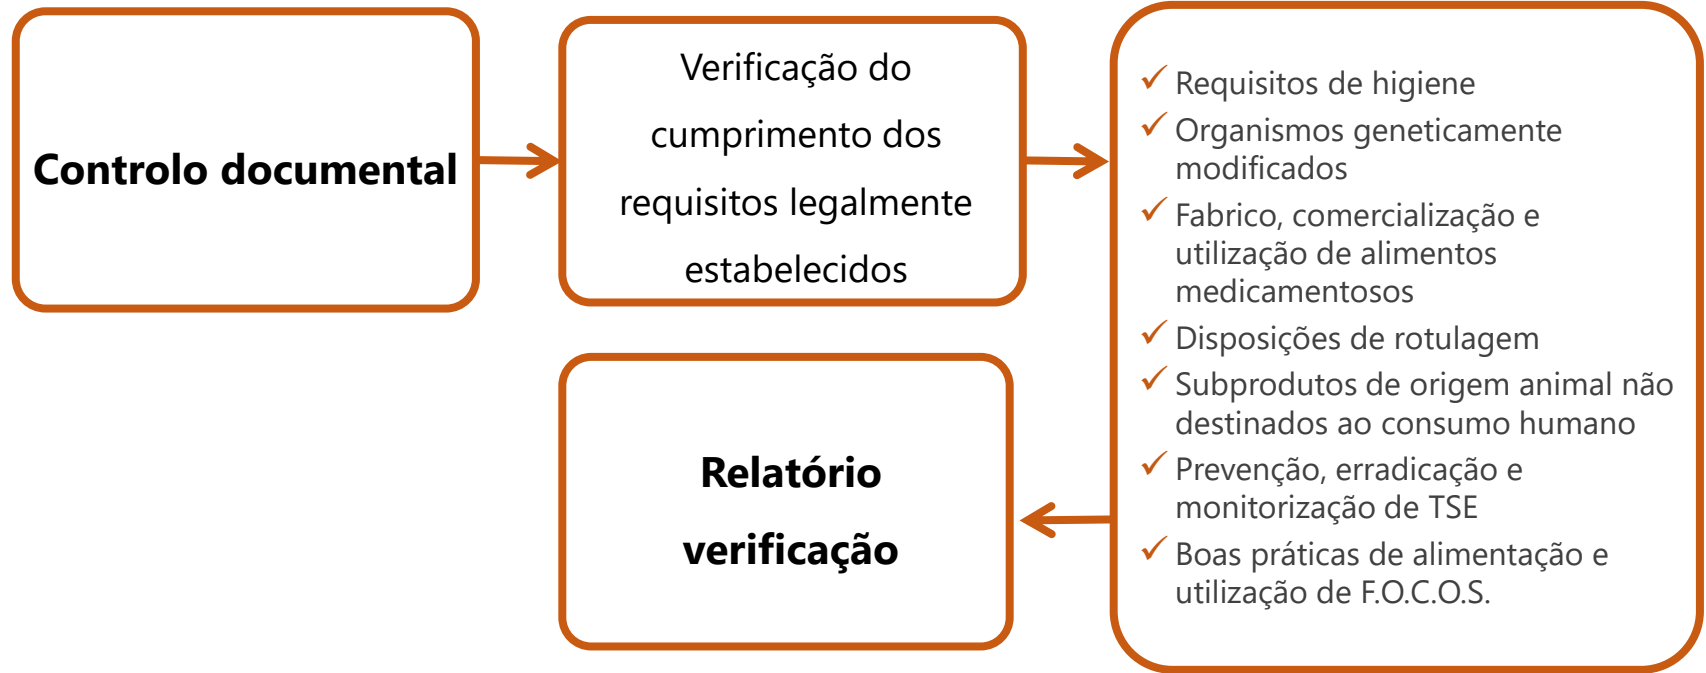 Controlo documental
Verificação do
cumprimento dos
requisitos legalmente
estabelecidos
Requisitos de higiene
Organismos geneticamente
modificados
Fabrico, comercialização e
utilização de alimentos
medicamentosos
Disposições de rotulagem
Subprodutos de origem animal não
destinados ao consumo humano
Prevenção, erradicação e
monitorização de TSE
Boas práticas de alimentação e
utilização de F.O.C.O.S.
Relatório
verificação